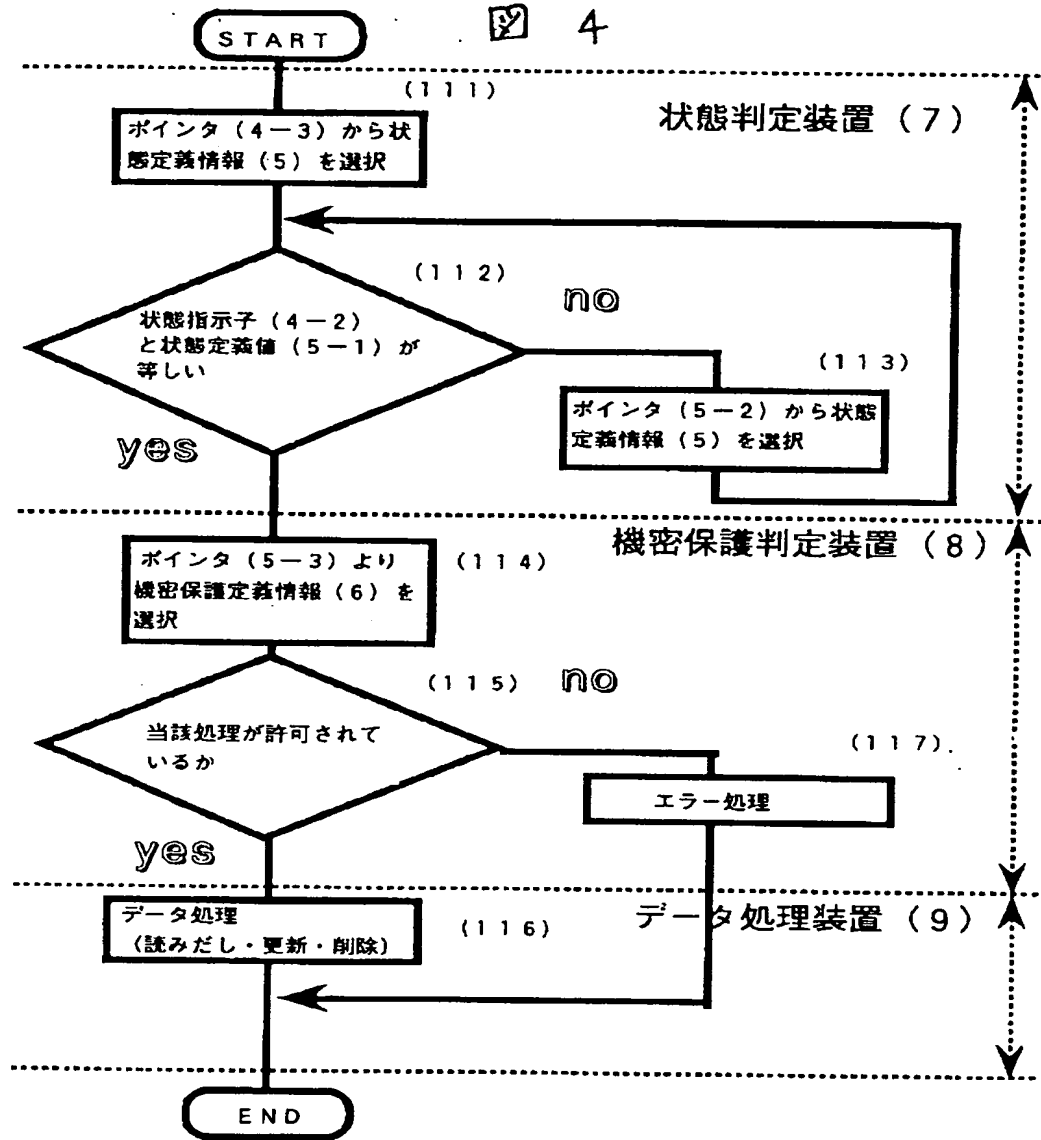 図 4
START
(111)
状態判定装置(7)
ポインタ(4-3)から状
態定義情報(5)を選択
(112)
no
状態指示子(4-2)
と状態定義値(5-1)が
等しい
(113)
ポインタ(5-2)から状態
定義情報(5)を選択
yes
機密保護判定装置(8)
ポインタ(5-3)より
機密保護定義情報(6)を
選択
(114)
(115)
no
当該処理が許可されて
いるか
(117)
エラー処理
yes
データ処理装置(9)
データ処理
(読みだし・更新・削除)
(116)
END